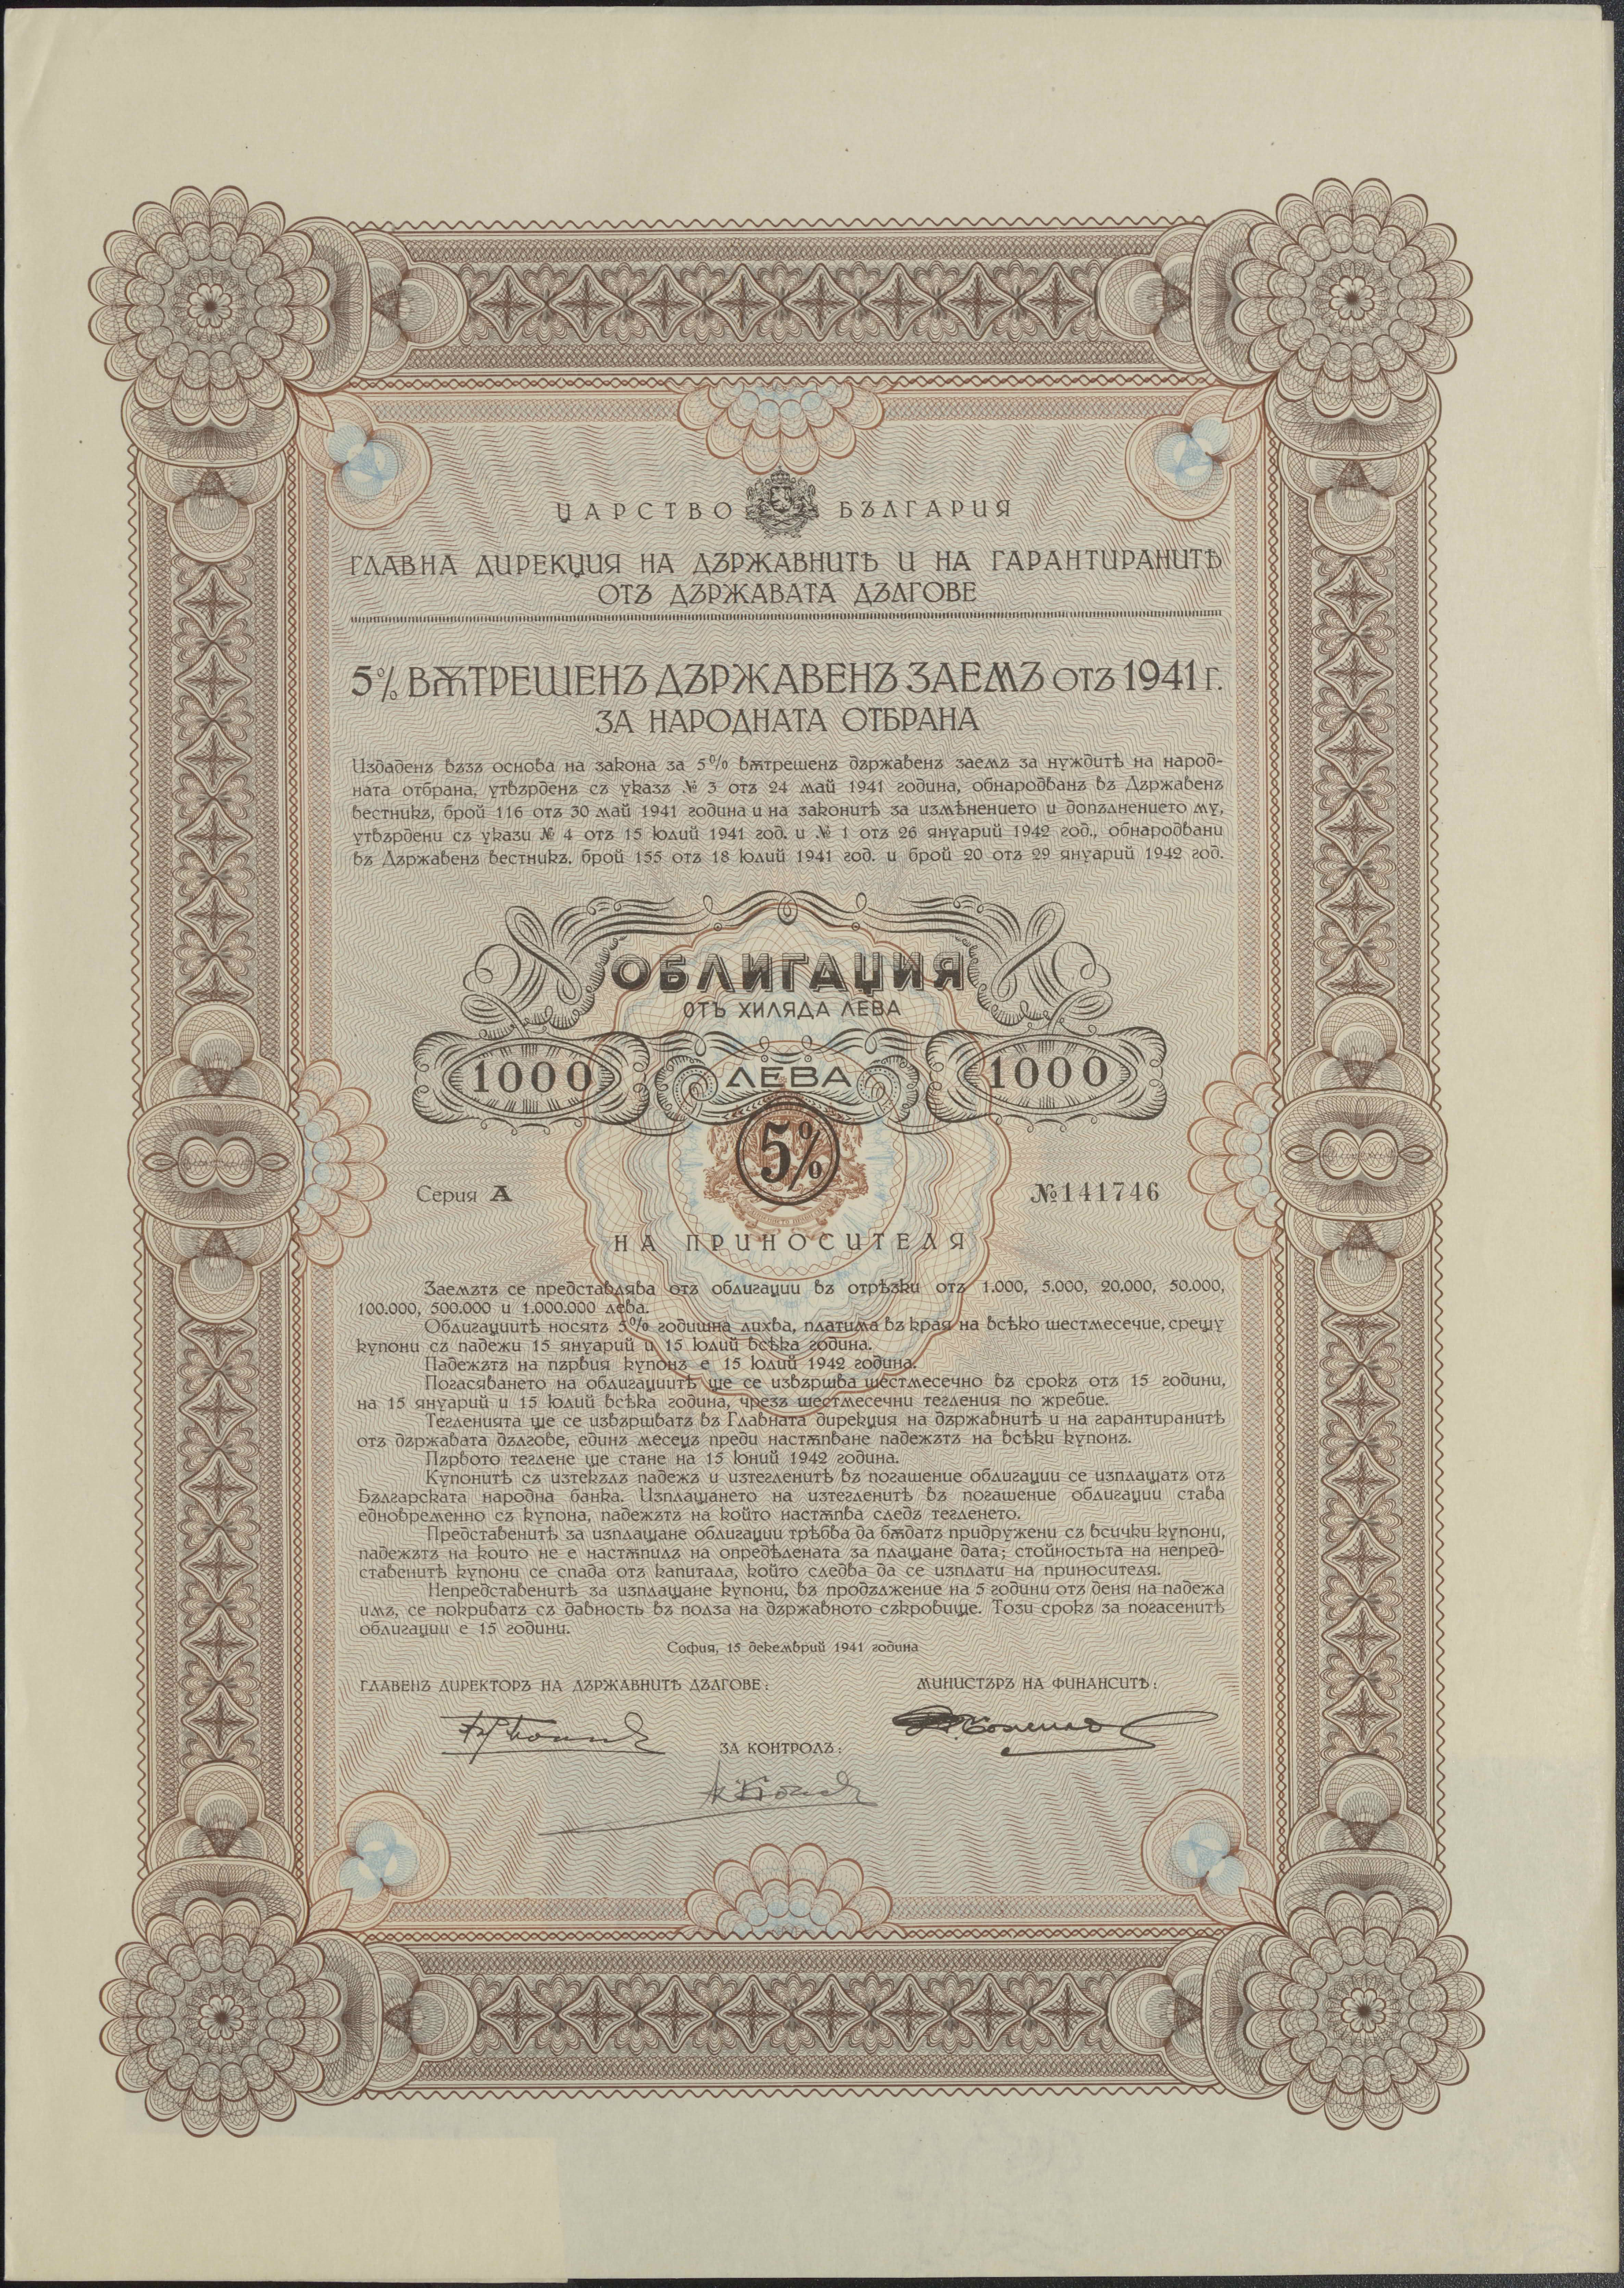 ЦАРСТВО БЪЛГАРИЯ
ГЛАВНА ДИРЕКЦИЯ НА ДЪРЖАВНИТѢ И НА ГАРАНТИРАНИТѢ
ОТЪ ДЪРЖАВАТА ДЪЛГОВЕ
5% ВѪТРЕШЕНЪ ДЪРЖАВЕНЪ ЗАЕМЪ ОТЪ 1941 Г.
ЗА НАРОДНАТА ОТБРАНА
Издаденъ възъ основа на закона за 5% вѫтрешенъ държавенъ заемъ за нуждитѣ на народ-
ната отбрана, утвърденъ съ указъ № 3 отъ 24 май 1941 година, обнародванъ въ Държавенъ
вестникъ, брой 116 отъ 30 май 1941 година и на законитѣ за измѣнението и допълнението му,
утвърдени съ укази № 4 отъ 15 юлий 1941 год. и № 1 отъ 26 януарий 1942 год., обнародвани
въ Държавенъ вестникъ, брой 155 отъ 18 юлий 1941 год. и брой 20 отъ 29 януарий 1942 год.
ОБЛИГАЦИЯ
ОТЪ ХИЛЯДА ЛЕВА
1000 ЛЕВА 1000
5%
Серия А №141746
НА ПРИНОСИТЕЛЯ
Заемътъ се представлява отъ облигации въ отрѣзки отъ 1.000, 5.000, 20.000, 50.000,
100.000, 500.000 и 1.000.000 лева.
Облигациитѣ носятъ 5% годишна лихва, платима въ края на всѣко шестмесечие, срещу
купони съ падежи 15 януарий и 15 юлий всѣка година.
Падежътъ на първия купонъ е 15 юлий 1942 година.
Погасяването на облигациитѣ ще се извършва шестмесечно въ срокъ отъ 15 години,
на 15 януарий и 15 юлий всѣка година, чрезъ шестмесечни тегления по жребие.
Тегленията ще се извършватъ въ Главната дирекция на държавнитѣ и на гарантиранитѣ
отъ държавата дългове, единъ месецъ преди настѫпване падежътъ на всѣки купонъ.
Първото теглене ще стане на 15 юний 1942 година.
Купонитѣ съ изтекълъ падежъ и изтегленитѣ въ погашение облигации се изплащатъ отъ
Българската народна банка. Изплащането на изтегленитѣ въ погашение облигации става
едновременно съ купона, падежътъ на който настѫпва следъ тегленето.
Представенитѣ за изплащане облигации трѣбва да бѫдатъ придружени съ всички купони,
падежътъ на които не е настѫпилъ на опредѣлената за плащане дата; стойностьта на непред-
ставенитѣ купони се спада отъ капитала, който следва да се изплати на приносителя.
Непредставенитѣ за изплащане купони, въ продължение на 5 години отъ деня на падежа
имъ, се покриватъ съ давность въ полза на държавното съкровище. Този срокъ за погасенитѣ
облигации е 15 години.
София, 15 декемврий 1941 година
ГЛАВЕНЪ ДИРЕКТОРЪ НА ДЪРЖАВНИТѢ ДЪЛГОВЕ: МИНИСТЪРЪ НА ФИНАНСИТѢ:
ЗА КОНТРОЛЪ: